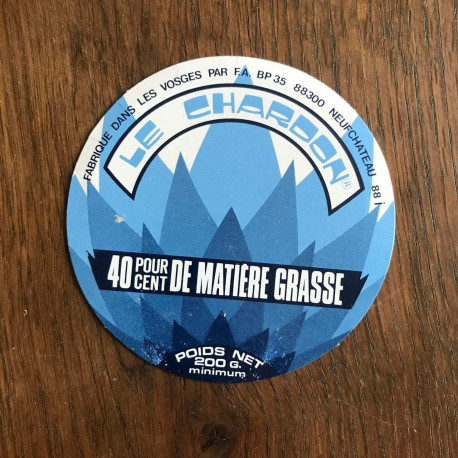 FABRIQUE DANS LES VOSGES PAR F.A. BP 35 88300 NEUFCHATEAU 88 i
LE CHARDON ®
40 POUR CENT DE MATIÈRE GRASSE
POIDS NET
200 G.
minimum